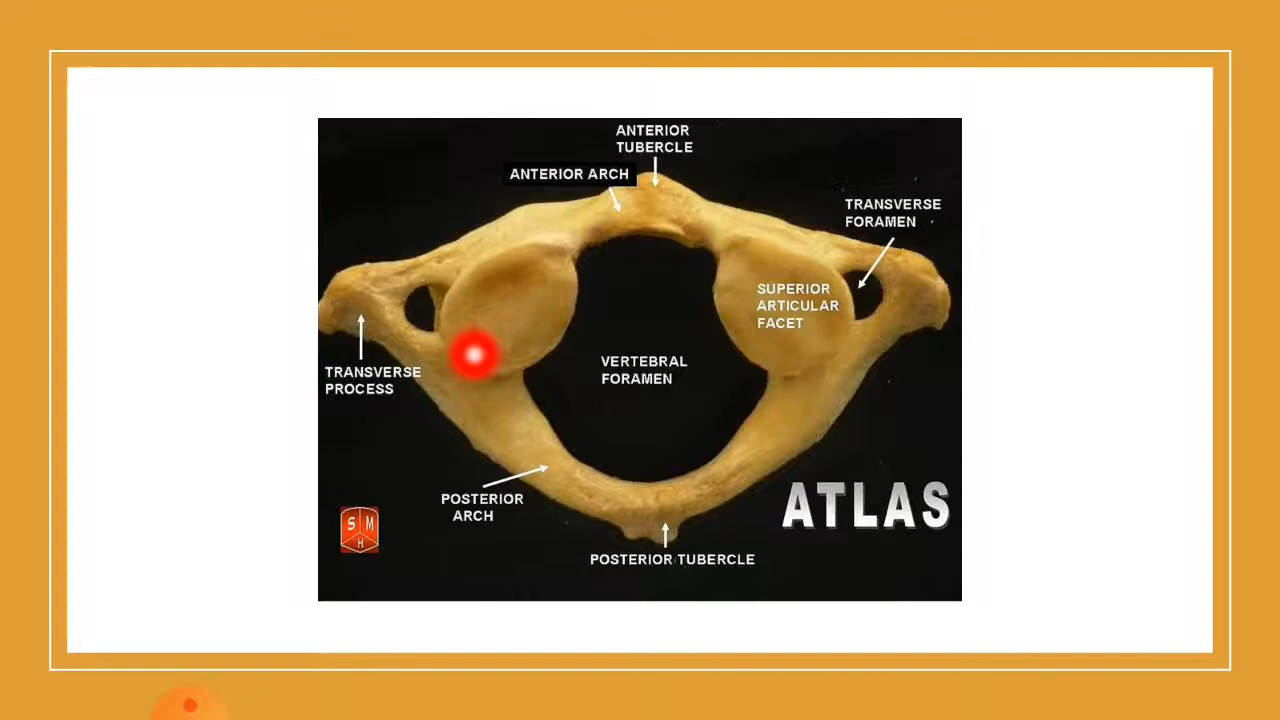 ANTERIOR
TUBERCLE
ANTERIOR ARCH
TRANSVERSE
FORAMEN
SUPERIOR
ARTICULAR
FACET
VERTEBRAL
FORAMEN
TRANSVERSE
PROCESS
POSTERIOR
ARCH
ATLAS
S M
H
POSTERIOR TUBERCLE